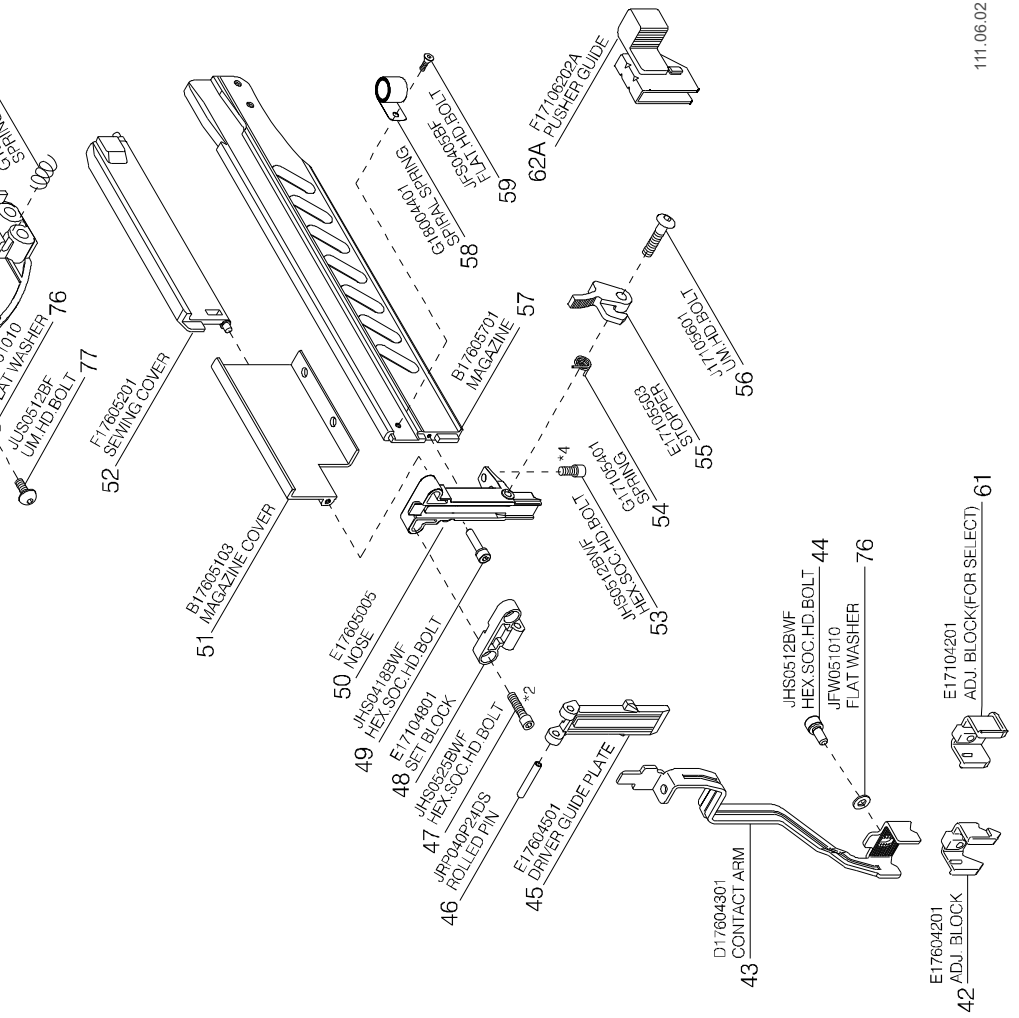 111.06.02
SPRING
01010
FLAT WASHER
76
JUS0512BF
UM.HD.BOLT
77
F17605201
SEWING COVER
52
B17605103
MAGAZINE COVER
51
F17106202A
PUSHER GUIDE
62A
JFS0405BF
FLAT.HD.BOLT
59
G18004401
SPIRAL SPRING
58
B17605701
MAGAZINE
57
J17105601
UM.HD.BOLT
56
E17105503
STOPPER
55
G17105401
SPRING
54
*4
JHS0512BWF
HEX.SOC.HD.BOLT
53
E17605005
NOSE
50
JHS0418BWF
HEX.SOC.HD.BOLT
49
E17104801
SET BLOCK
48
*2
JHS0525BWF
HEX.SOC.HD.BOLT
47
JRP040P24DS
ROLLED PIN
46
E17604501
DRIVER GUIDE PLATE
45
JHS0512BWF
HEX.SOC.HD.BOLT
44
JFW051010
FLAT WASHER
76
E17104201
ADJ. BLOCK(FOR SELECT)
61
D17604301
CONTACT ARM
43
E17604201
ADJ. BLOCK
42